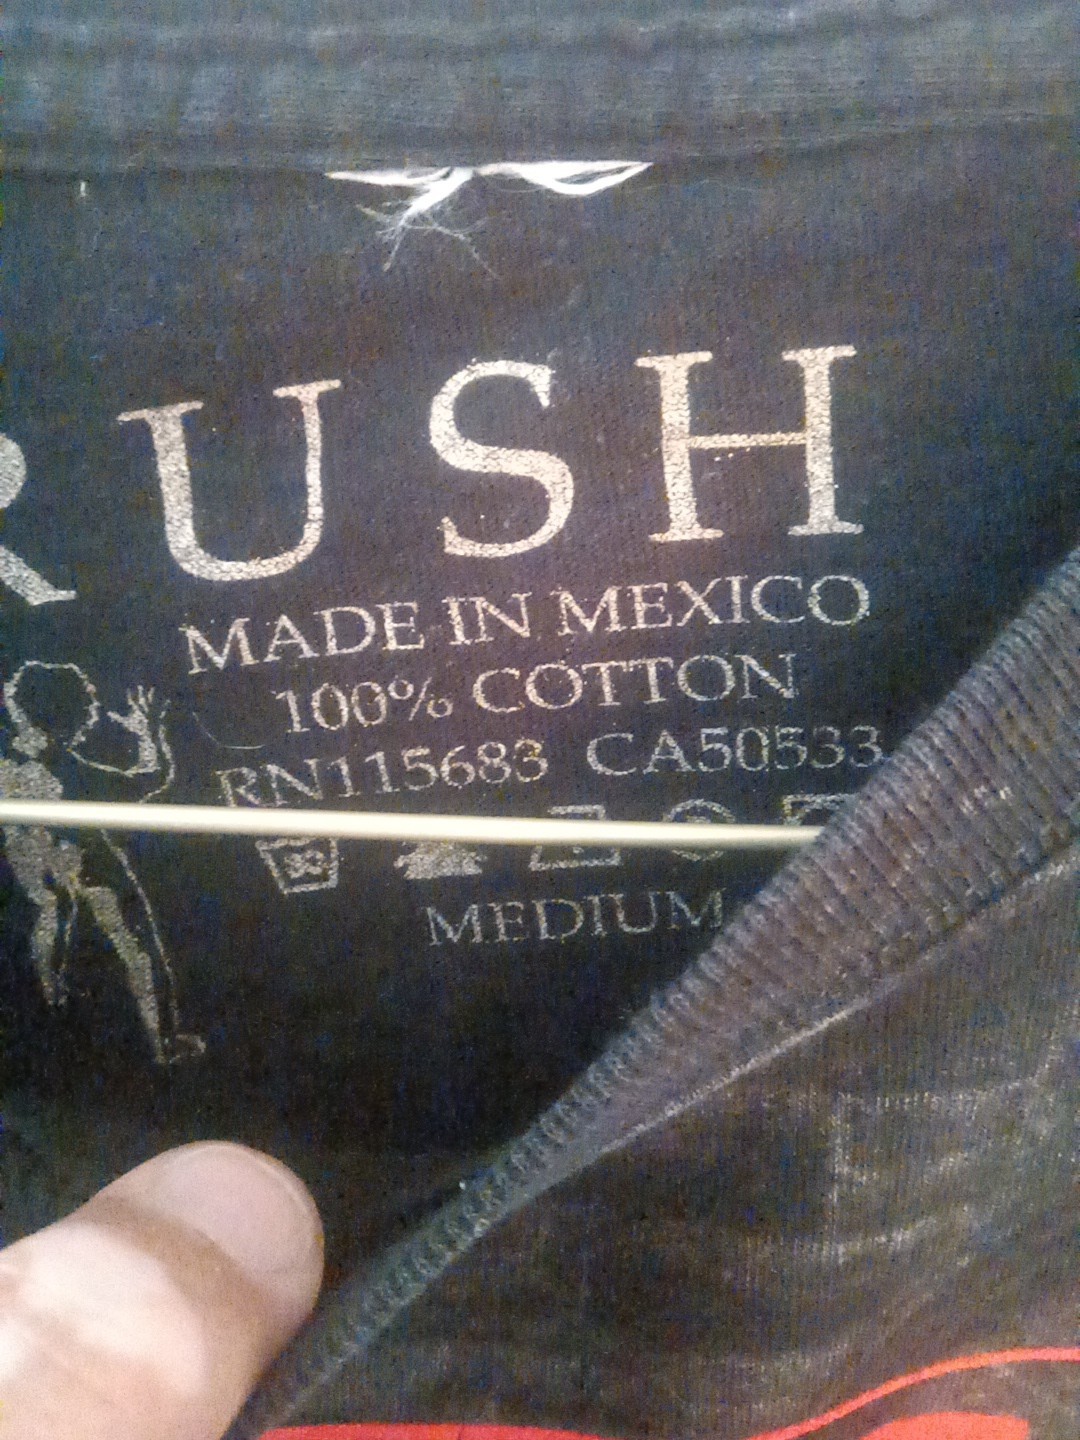 RUSH
MADE IN MEXICO
100% COTTON
RN115683 CA50533
MEDIUM